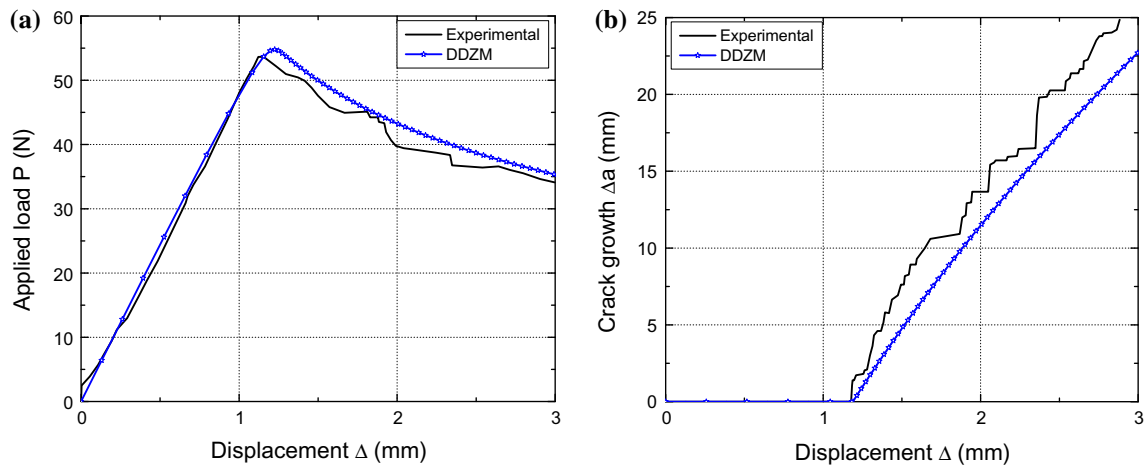 (a)
Applied load P (N)
60
50
40
30
20
10
0
Experimental
DDZM
0 1 2 3
Displacement Δ (mm)
(b)
Crack growth Δa (mm)
25
20
15
10
5
0
Experimental
DDZM
0 1 2 3
Displacement Δ (mm)